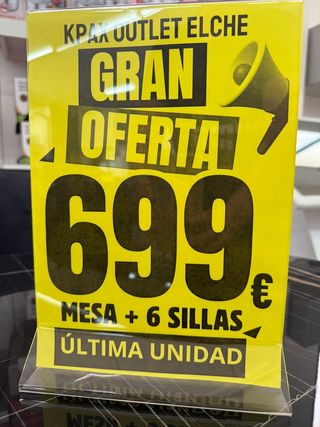 KPAX OUTLET ELCHE
GRAN
OFERTA
699€
MESA + 6 SILLAS
ÚLTIMA UNIDAD